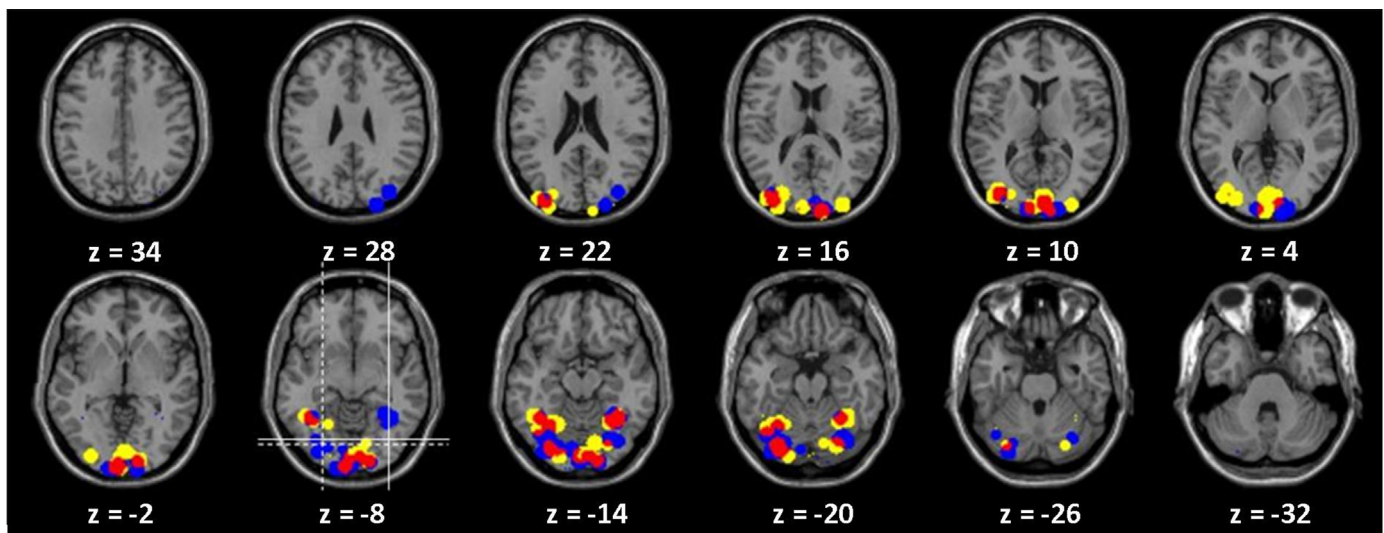 z = 34 z = 28 z = 22 z = 16 z = 10 z = 4
z = -2 z = -8 z = -14 z = -20 z = -26 z = -32